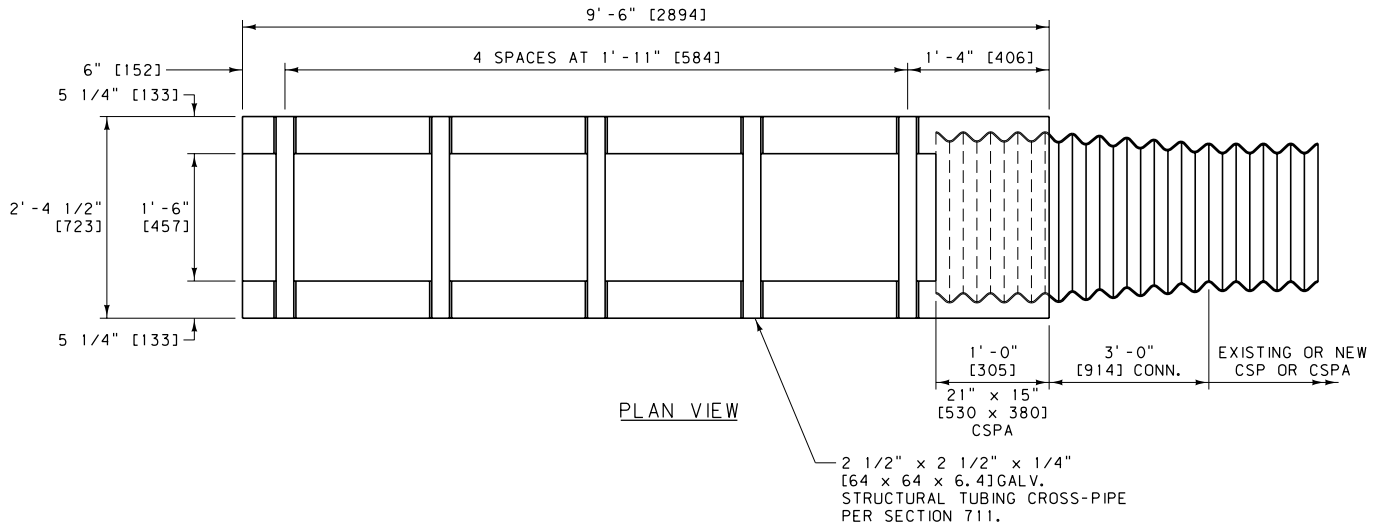 9'-6" [2894]
4 SPACES AT 1'-11" [584]
1'-4" [406]
6" [152]
5 1/4" [133]
2'-4 1/2"
[723]
1'-6"
[457]
5 1/4" [133]
1'-0"
[305]
3'-0"
[914] CONN.
EXISTING OR NEW
CSP OR CSPA
21" x 15"
[530 x 380]
CSPA
PLAN VIEW
2 1/2" x 2 1/2" x 1/4"
[64 x 64 x 6.4]GALV.
STRUCTURAL TUBING CROSS-PIPE
PER SECTION 711.